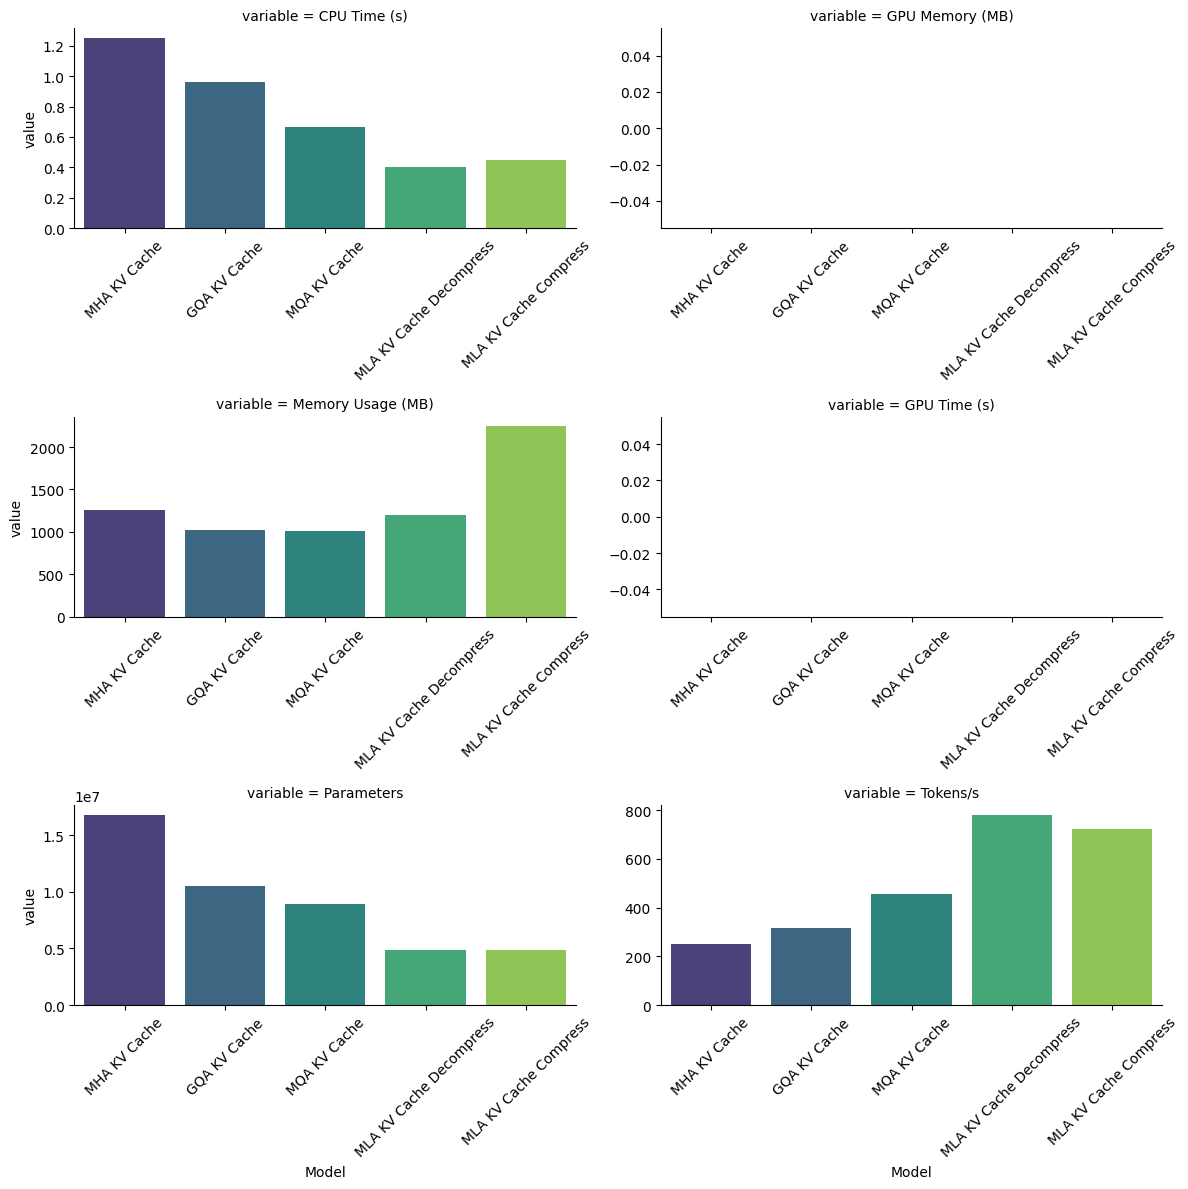 variable = CPU Time (s)
value
1.2
1.0
0.8
0.6
0.4
0.2
0.0
MHA KV Cache
GQA KV Cache
MQA KV Cache
MLA KV Cache Decompress
MLA KV Cache Compress
variable = GPU Memory (MB)
0.04
0.02
0.00
−0.02
−0.04
MHA KV Cache
GQA KV Cache
MQA KV Cache
MLA KV Cache Decompress
MLA KV Cache Compress
variable = Memory Usage (MB)
value
2000
1500
1000
500
0
MHA KV Cache
GQA KV Cache
MQA KV Cache
MLA KV Cache Decompress
MLA KV Cache Compress
variable = GPU Time (s)
0.04
0.02
0.00
−0.02
−0.04
MHA KV Cache
GQA KV Cache
MQA KV Cache
MLA KV Cache Decompress
MLA KV Cache Compress
variable = Parameters
1e7
value
1.5
1.0
0.5
0.0
MHA KV Cache
GQA KV Cache
MQA KV Cache
MLA KV Cache Decompress
MLA KV Cache Compress
Model
variable = Tokens/s
800
600
400
200
0
MHA KV Cache
GQA KV Cache
MQA KV Cache
MLA KV Cache Decompress
MLA KV Cache Compress
Model